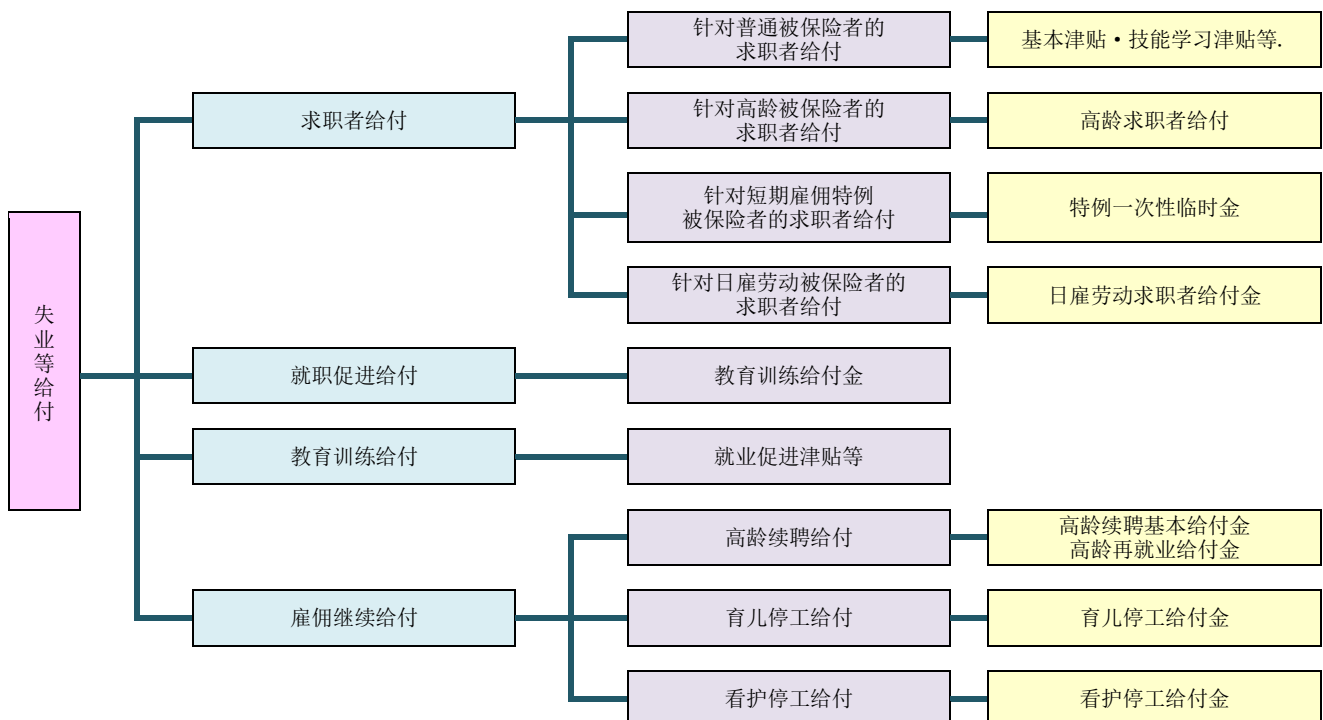 失业等给付
求职者给付
针对普通被保险者的
求职者给付
基本津贴·技能学习津贴等.
针对高龄被保险者的
求职者给付
高龄求职者给付
针对短期雇佣特例
被保险者的求职者给付
特例一次性临时金
针对日雇劳动被保险者的
求职者给付
日雇劳动求职者给付金
就职促进给付
教育训练给付金
教育训练给付
就业促进津贴等
雇佣继续给付
高龄续聘给付
高龄续聘基本给付金
高龄再就业给付金
育儿停工给付
育儿停工给付金
看护停工给付
看护停工给付金